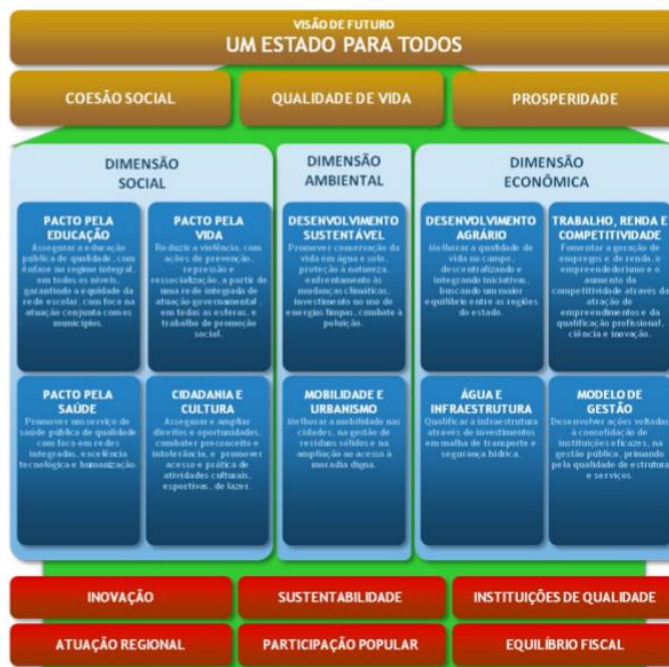 VISÃO DE FUTURO
UM ESTADO PARA TODOS
COESÃO SOCIAL
QUALIDADE DE VIDA
PROSPERIDADE
DIMENSÃO
SOCIAL
PACTO PELA
EDUCAÇÃO
Assegurar a educação
pública de qualidade, com
ênfase no regime integral,
em todos os níveis,
garantindo a equidade da
rede escolar, com foco na
atuação conjunta com os
municípios.
PACTO PELA
VIDA
Reduzir a violência, com
ações de prevenção,
repressão e
ressocialização, a partir de
uma rede integrada de
atuação governamental,
em todas as esferas, e
trabalho de promoção
social.
PACTO PELA
SAÚDE
Promover um serviço de
saúde pública de qualidade
com foco em redes
integradas, excelência
tecnológica e humanização.
CIDADANIA E
CULTURA
Assegurar e ampliar
direitos e oportunidades,
combater preconceito e
intolerância, e promover
acesso e prática de
atividades culturais,
esportivas, de lazer.
DIMENSÃO
AMBIENTAL
DESENVOLVIMENTO
SUSTENTÁVEL
Promover conservação da
vida em água e solo,
proteção à natureza,
enfrentamento às
mudanças climáticas,
investimento no uso de
energias limpas, combate à
poluição.
MOBILIDADE E
URBANISMO
Melhorar a mobilidade nas
cidades, na gestão de
resíduos sólidos e na
ampliação ao acesso à
moradia digna.
DIMENSÃO
ECONÔMICA
DESENVOLVIMENTO
AGRÁRIO
Melhorar a qualidade de
vida no campo,
descentralizando e
integrando iniciativas,
buscando um maior
equilíbrio entre as regiões
do estado.
TRABALHO, RENDA E
COMPETITIVIDADE
Fomentar a geração de
empregos e de renda, o
empreendedorismo e o
aumento da
competitividade através da
atração de
empreendimentos e da
qualificação profissional,
ciência e inovação.
ÁGUA E
INFRAESTRUTURA
Qualificar a infraestrutura
através de investimentos
em malha de transporte e
segurança hídrica.
MODELO DE
GESTÃO
Desenvolver ações voltadas
à consolidação de
instituições eficazes, na
gestão pública, primando
pela qualidade de estrutura
e serviços.
INOVAÇÃO
SUSTENTABILIDADE
INSTITUIÇÕES DE QUALIDADE
ATUAÇÃO REGIONAL
PARTICIPAÇÃO POPULAR
EQUILÍBRIO FISCAL